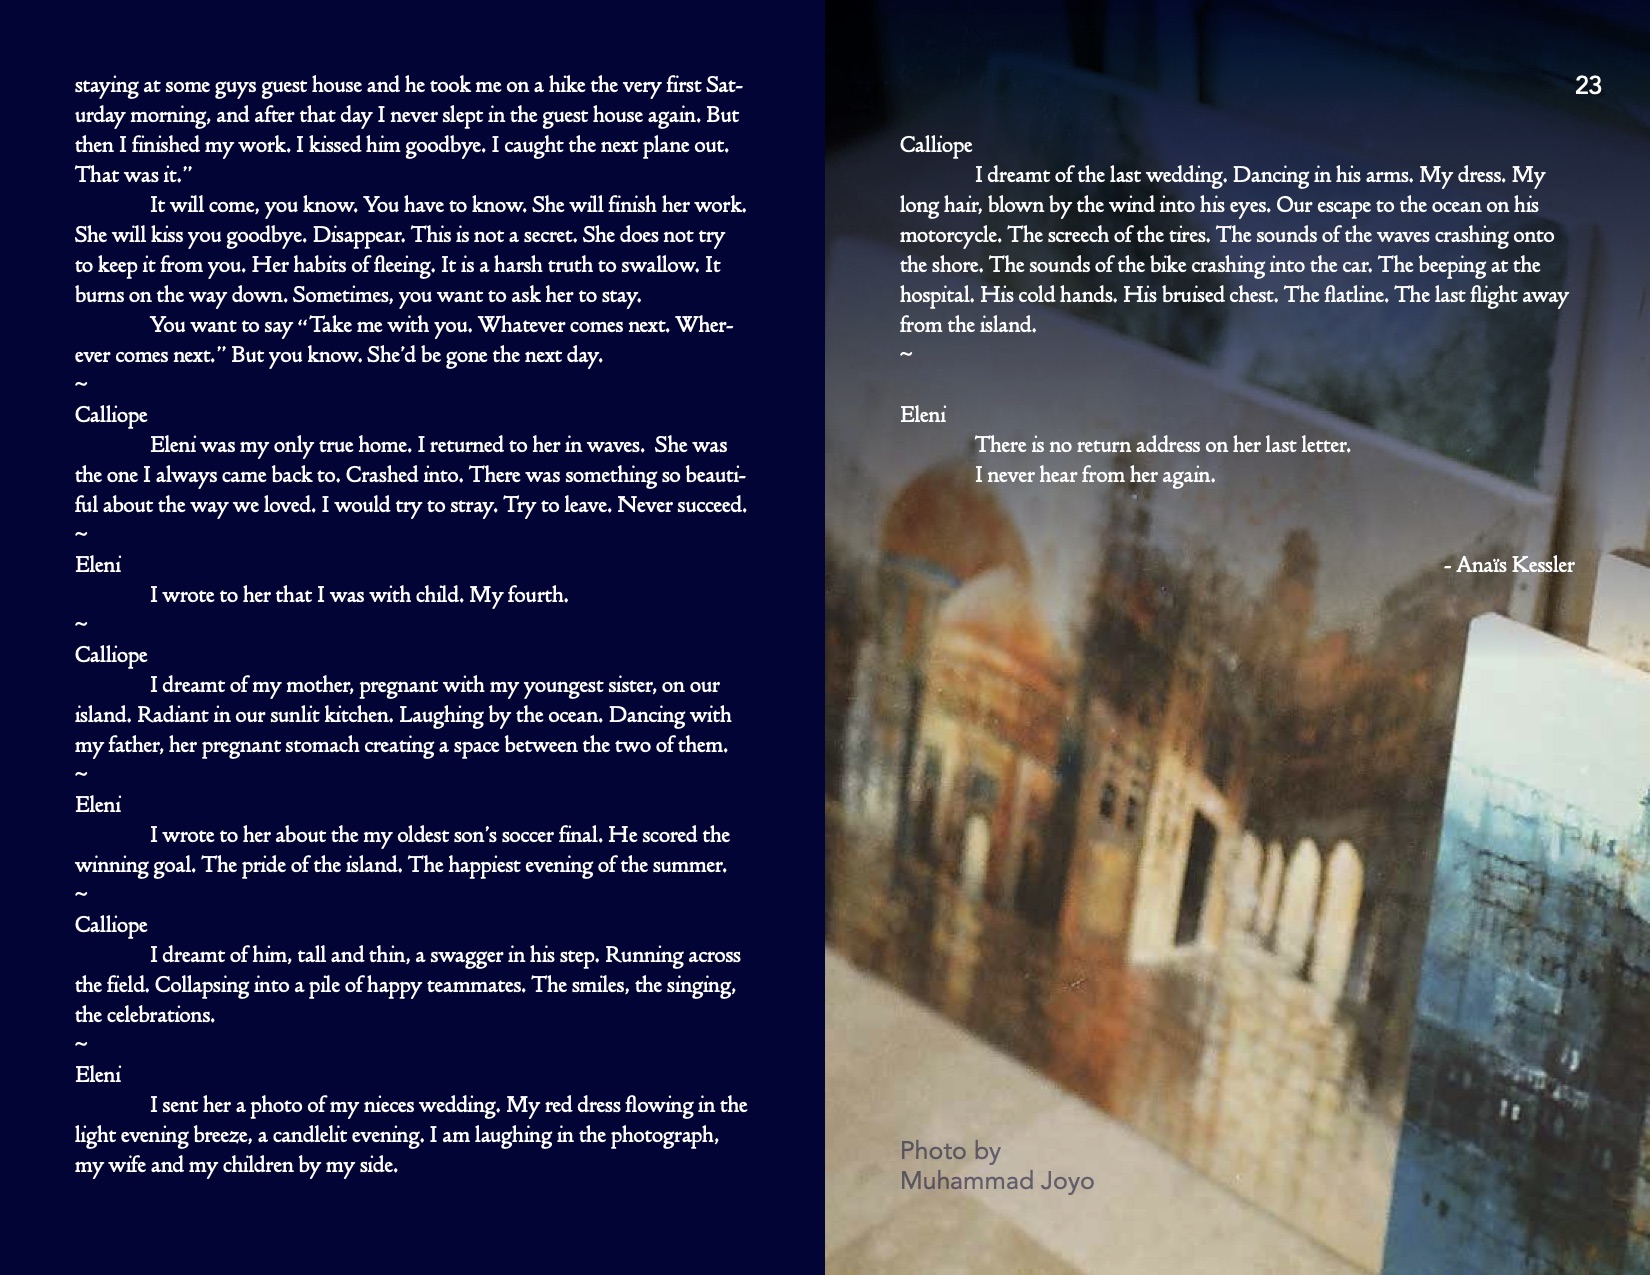 staying at some guys guest house and he took me on a hike the very first Sat-
urday morning, and after that day I never slept in the guest house again. But
then I finished my work. I kissed him goodbye. I caught the next plane out.
That was it.”
It will come, you know. You have to know. She will finish her work.
She will kiss you goodbye. Disappear. This is not a secret. She does not try
to keep it from you. Her habits of fleeing. It is a harsh truth to swallow. It
burns on the way down. Sometimes, you want to ask her to stay.
You want to say “Take me with you. Whatever comes next. Wher-
ever comes next.” But you know. She’d be gone the next day.
~
Calliope
Eleni was my only true home. I returned to her in waves.  She was
the one I always came back to. Crashed into. There was something so beauti-
ful about the way we loved. I would try to stray. Try to leave. Never succeed.
~
Eleni
I wrote to her that I was with child. My fourth.
~
Calliope
I dreamt of my mother, pregnant with my youngest sister, on our
island. Radiant in our sunlit kitchen. Laughing by the ocean. Dancing with
my father, her pregnant stomach creating a space between the two of them.
~
Eleni
I wrote to her about the my oldest son’s soccer final. He scored the
winning goal. The pride of the island. The happiest evening of the summer.
~
Calliope
I dreamt of him, tall and thin, a swagger in his step. Running across
the field. Collapsing into a pile of happy teammates. The smiles, the singing,
the celebrations.
~
Eleni
I sent her a photo of my nieces wedding. My red dress flowing in the
light evening breeze, a candlelit evening. I am laughing in the photograph,
my wife and my children by my side.
23
Calliope
I dreamt of the last wedding. Dancing in his arms. My dress. My
long hair, blown by the wind into his eyes. Our escape to the ocean on his
motorcycle. The screech of the tires. The sounds of the waves crashing onto
the shore. The sounds of the bike crashing into the car. The beeping at the
hospital. His cold hands. His bruised chest. The flatline. The last flight away
from the island.
~
Eleni
There is no return address on her last letter.
I never hear from her again.
- Anaïs Kessler
Photo by
Muhammad Joyo